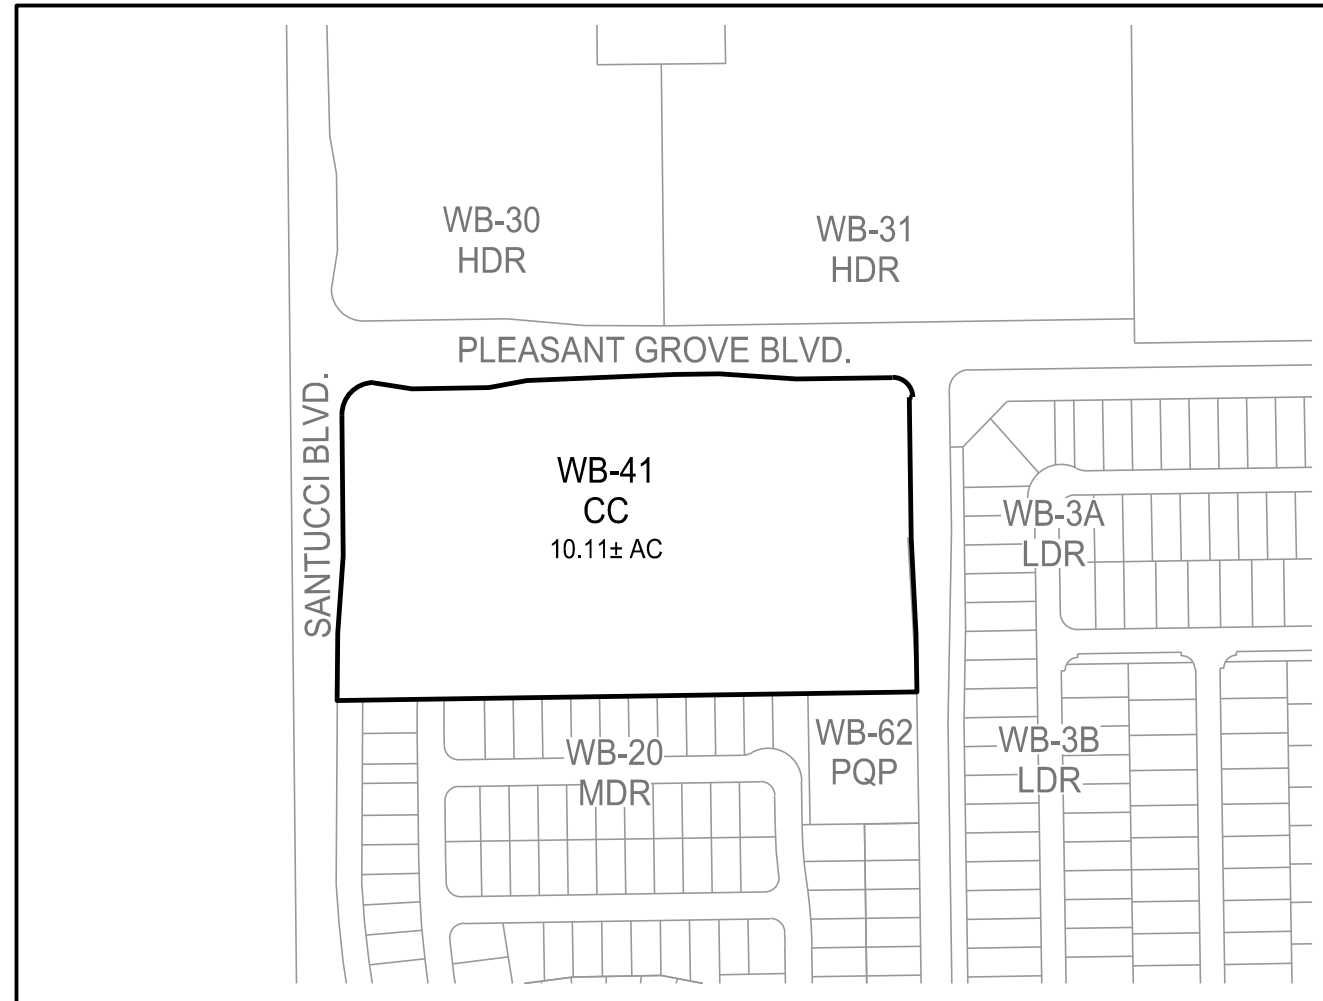 WB-30
HDR
WB-31
HDR
PLEASANT GROVE BLVD.
SANTUCCI BLVD.
WB-41
CC
10.11± AC
WB-3A
LDR
WB-20
MDR
WB-62
PQP
WB-3B
LDR